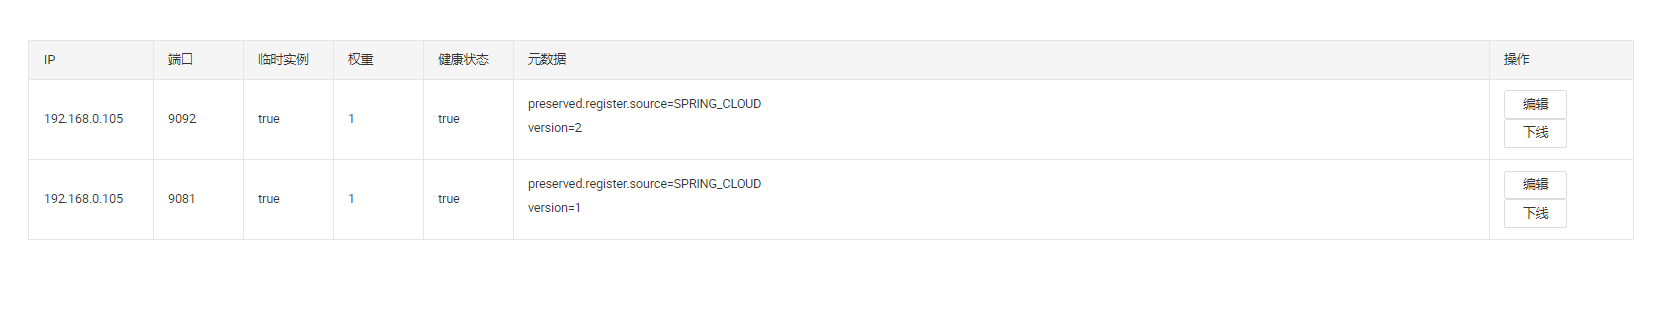 IP 端口 临时实例 权重 健康状态 元数据 操作
192.168.0.105 9092 true 1 true preserved.register.source=SPRING_CLOUD 编辑
version=2 下线
192.168.0.105 9081 true 1 true preserved.register.source=SPRING_CLOUD 编辑
version=1 下线